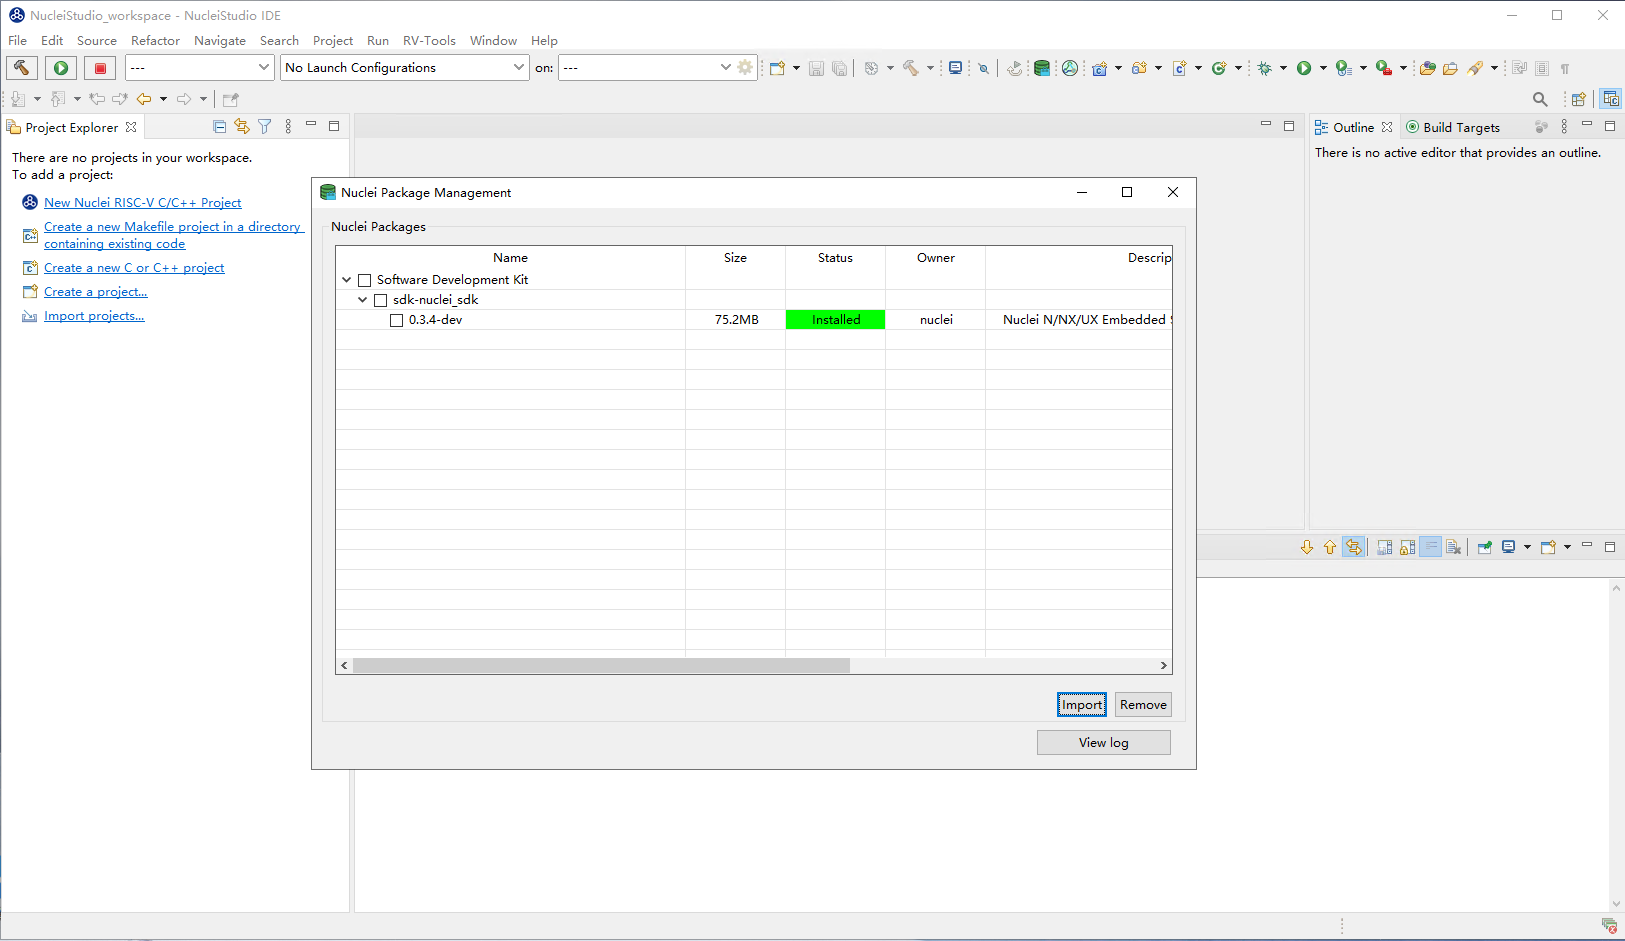 NucleiStudio_workspace - NucleiStudio IDE
File Edit Source Refactor Navigate Search Project Run RV-Tools Window Help
--- No Launch Configurations on: ---
Project Explorer
There are no projects in your workspace.
To add a project:
New Nuclei RISC-V C/C++ Project
Create a new Makefile project in a directory
containing existing code
Create a new C or C++ project
Create a project...
Import projects...
Nuclei Package Management
Nuclei Packages
Name Size Status Owner Descrip
Software Development Kit
sdk-nuclei_sdk
0.3.4-dev 75.2MB Installed nuclei Nuclei N/NX/UX Embedded
Import Remove
View log
Outline Build Targets
There is no active editor that provides an outline.